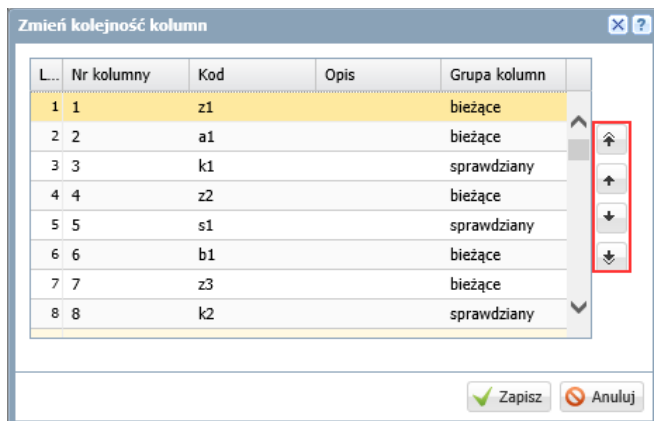 Zmień kolejność kolumn
L... Nr kolumny Kod Opis Grupa kolumn
1 1 z1 bieżące
2 2 a1 bieżące
3 3 k1 sprawdziany
4 4 z2 bieżące
5 5 s1 sprawdziany
6 6 b1 bieżące
7 7 z3 bieżące
8 8 k2 sprawdziany
Zapisz Anuluj